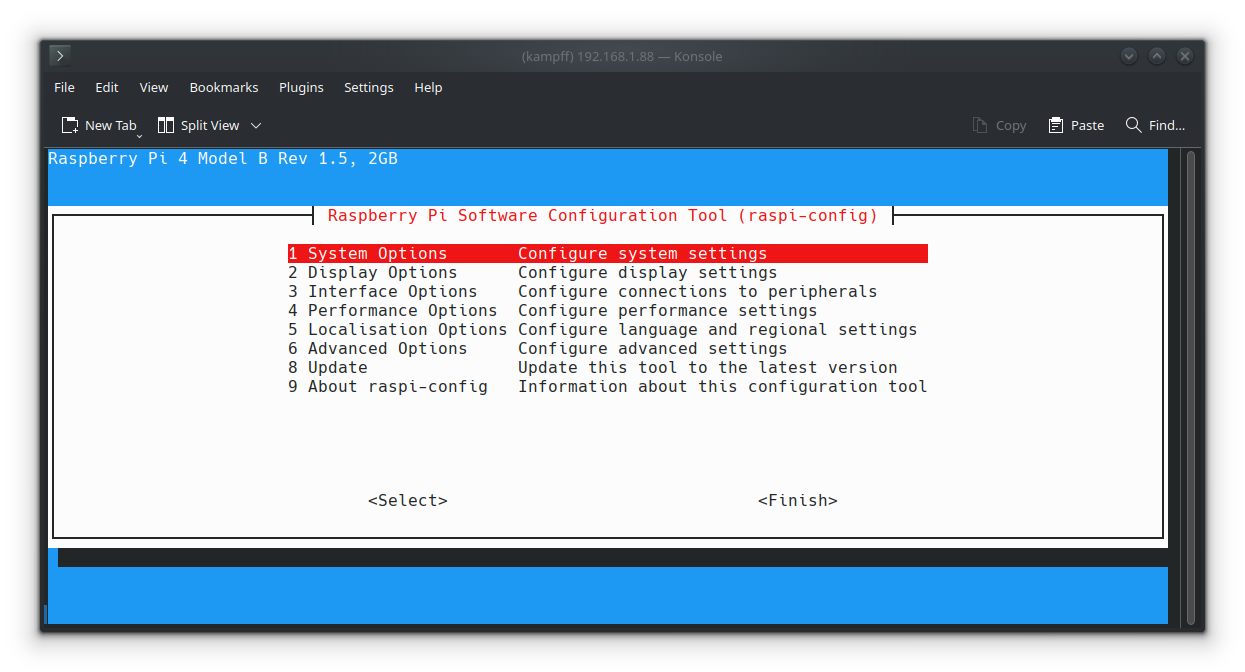 (kampff) 192.168.1.88 — Konsole
File Edit View Bookmarks Plugins Settings Help
New Tab Split View Copy Paste Find...
Raspberry Pi 4 Model B Rev 1.5, 2GB
Raspberry Pi Software Configuration Tool (raspi-config)
1 System Options Configure system settings
2 Display Options Configure display settings
3 Interface Options Configure connections to peripherals
4 Performance Options Configure performance settings
5 Localisation Options Configure language and regional settings
6 Advanced Options Configure advanced settings
8 Update Update this tool to the latest version
9 About raspi-config Information about this configuration tool
<Select> <Finish>